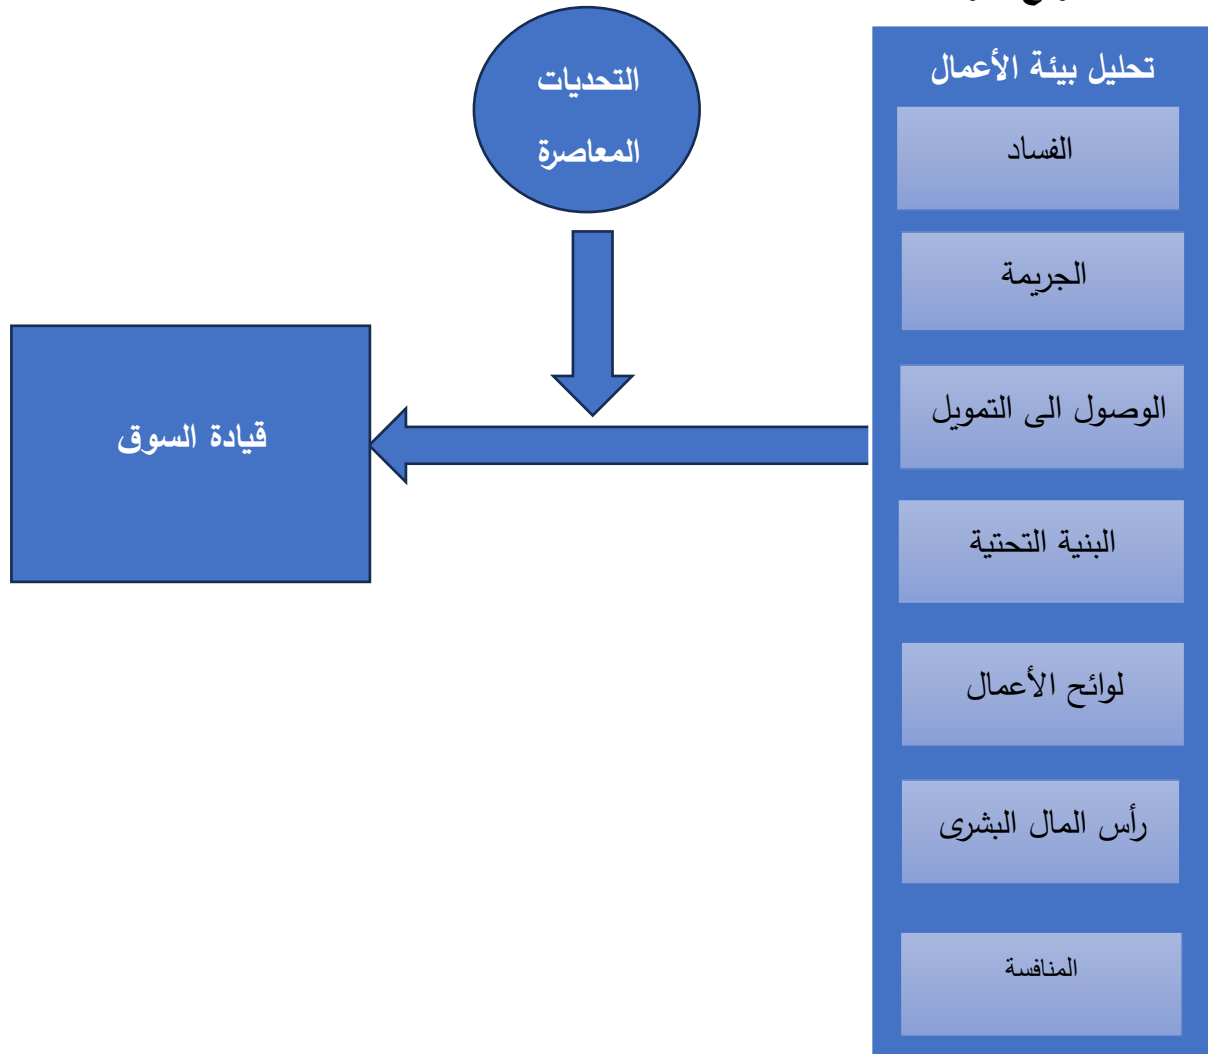 تحليل بيئة الأعمال
الفساد
الجريمة
الوصول الى التمويل
البنية التحتية
لوائح الأعمال
رأس المال البشرى
المنافسة
التحديات
المعاصرة
قيادة السوق